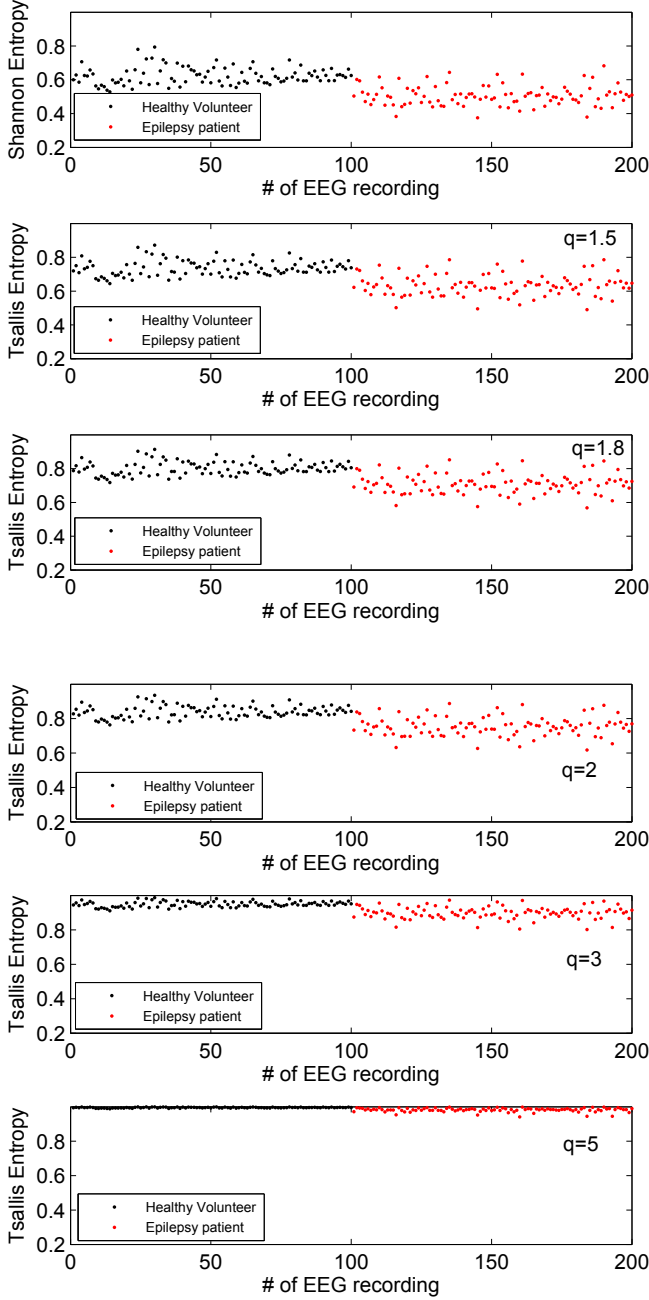 Shannon Entropy
0.8
0.6
0.4
0.2
Healthy Volunteer
Epilepsy patient
0 50 100 150 200
# of EEG recording
Tsallis Entropy
q=1.5
0.8
0.6
0.4
0.2
Healthy Volunteer
Epilepsy patient
0 50 100 150 200
# of EEG recording
Tsallis Entropy
q=1.8
0.8
0.6
0.4
0.2
Healthy Volunteer
Epilepsy patient
0 50 100 150 200
# of EEG recording
Tsallis Entropy
0.8
0.6
0.4
0.2
q=2
Healthy Volunteer
Epilepsy patient
0 50 100 150 200
# of EEG recording
Tsallis Entropy
0.8
0.6
0.4
0.2
q=3
Healthy Volunteer
Epilepsy patient
0 50 100 150 200
# of EEG recording
Tsallis Entropy
0.8
0.6
0.4
0.2
q=5
Healthy Volunteer
Epilepsy patient
0 50 100 150 200
# of EEG recording